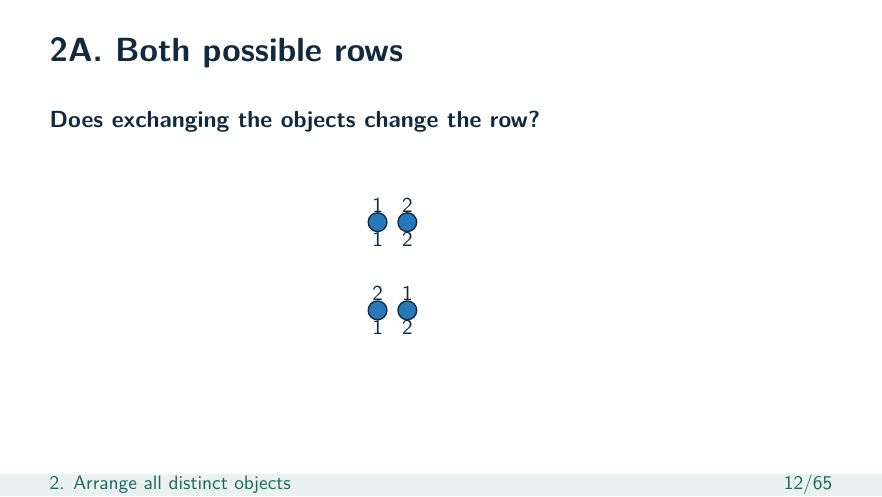 2A. Both possible rows
Does exchanging the objects change the row?
1 2
1 2
2 1
1 2
2. Arrange all distinct objects
12/65